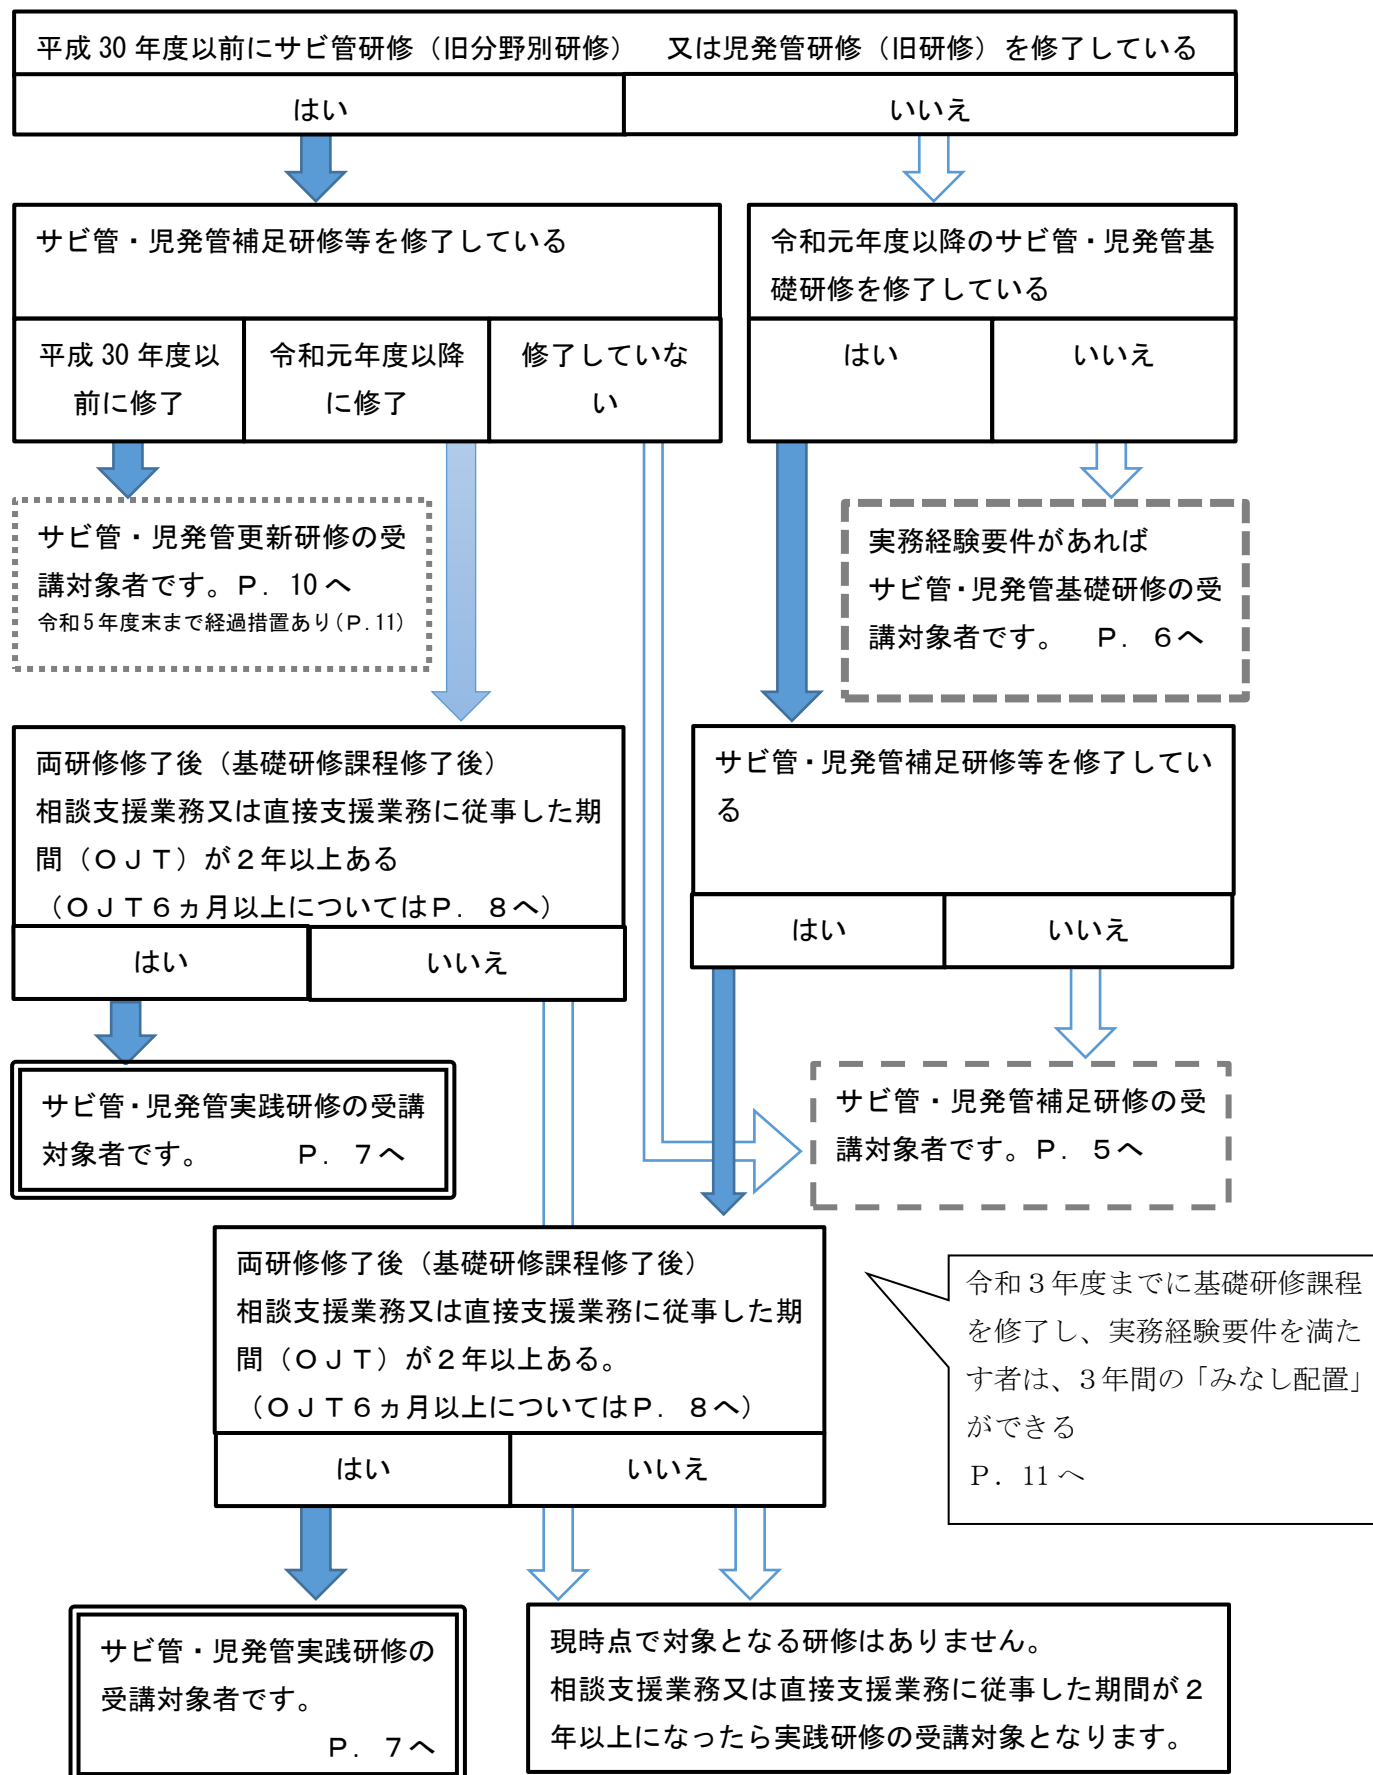 平成30年度以前にサビ管研修（旧分野別研修）　又は児発管研修（旧研修）を修了している
はい
いいえ
サビ管・児発管補足研修等を修了している
平成30年度以
前に修了
令和元年度以降
に修了
修了していな
い
令和元年度以降のサビ管・児発管基
礎研修を修了している
はい
いいえ
サビ管・児発管更新研修の受
講対象者です。Ｐ．10へ
令和５年度末まで経過措置あり（Ｐ.11）
実務経験要件があれば
サビ管・児発管基礎研修の受
講対象者です。　Ｐ．６へ
両研修修了後（基礎研修課程修了後）
相談支援業務又は直接支援業務に従事した期
間（ＯＪＴ）が２年以上ある
（ＯＪＴ６ヵ月以上についてはＰ．８へ）
はい
いいえ
サビ管・児発管補足研修等を修了してい
る
はい
いいえ
サビ管・児発管実践研修の受講
対象者です。　　　Ｐ．７へ
サビ管・児発管補足研修の受
講対象者です。Ｐ．５へ
両研修修了後（基礎研修課程修了後）
相談支援業務又は直接支援業務に従事した期
間（ＯＪＴ）が２年以上ある。
（ＯＪＴ６ヵ月以上についてはＰ．８へ）
はい
いいえ
令和３年度までに基礎研修課程
を修了し、実務経験要件を満た
す者は、３年間の「みなし配置」
ができる
Ｐ．11へ
サビ管・児発管実践研修の
受講対象者です。
Ｐ．７へ
現時点で対象となる研修はありません。
相談支援業務又は直接支援業務に従事した期間が２
年以上になったら実践研修の受講対象となります。